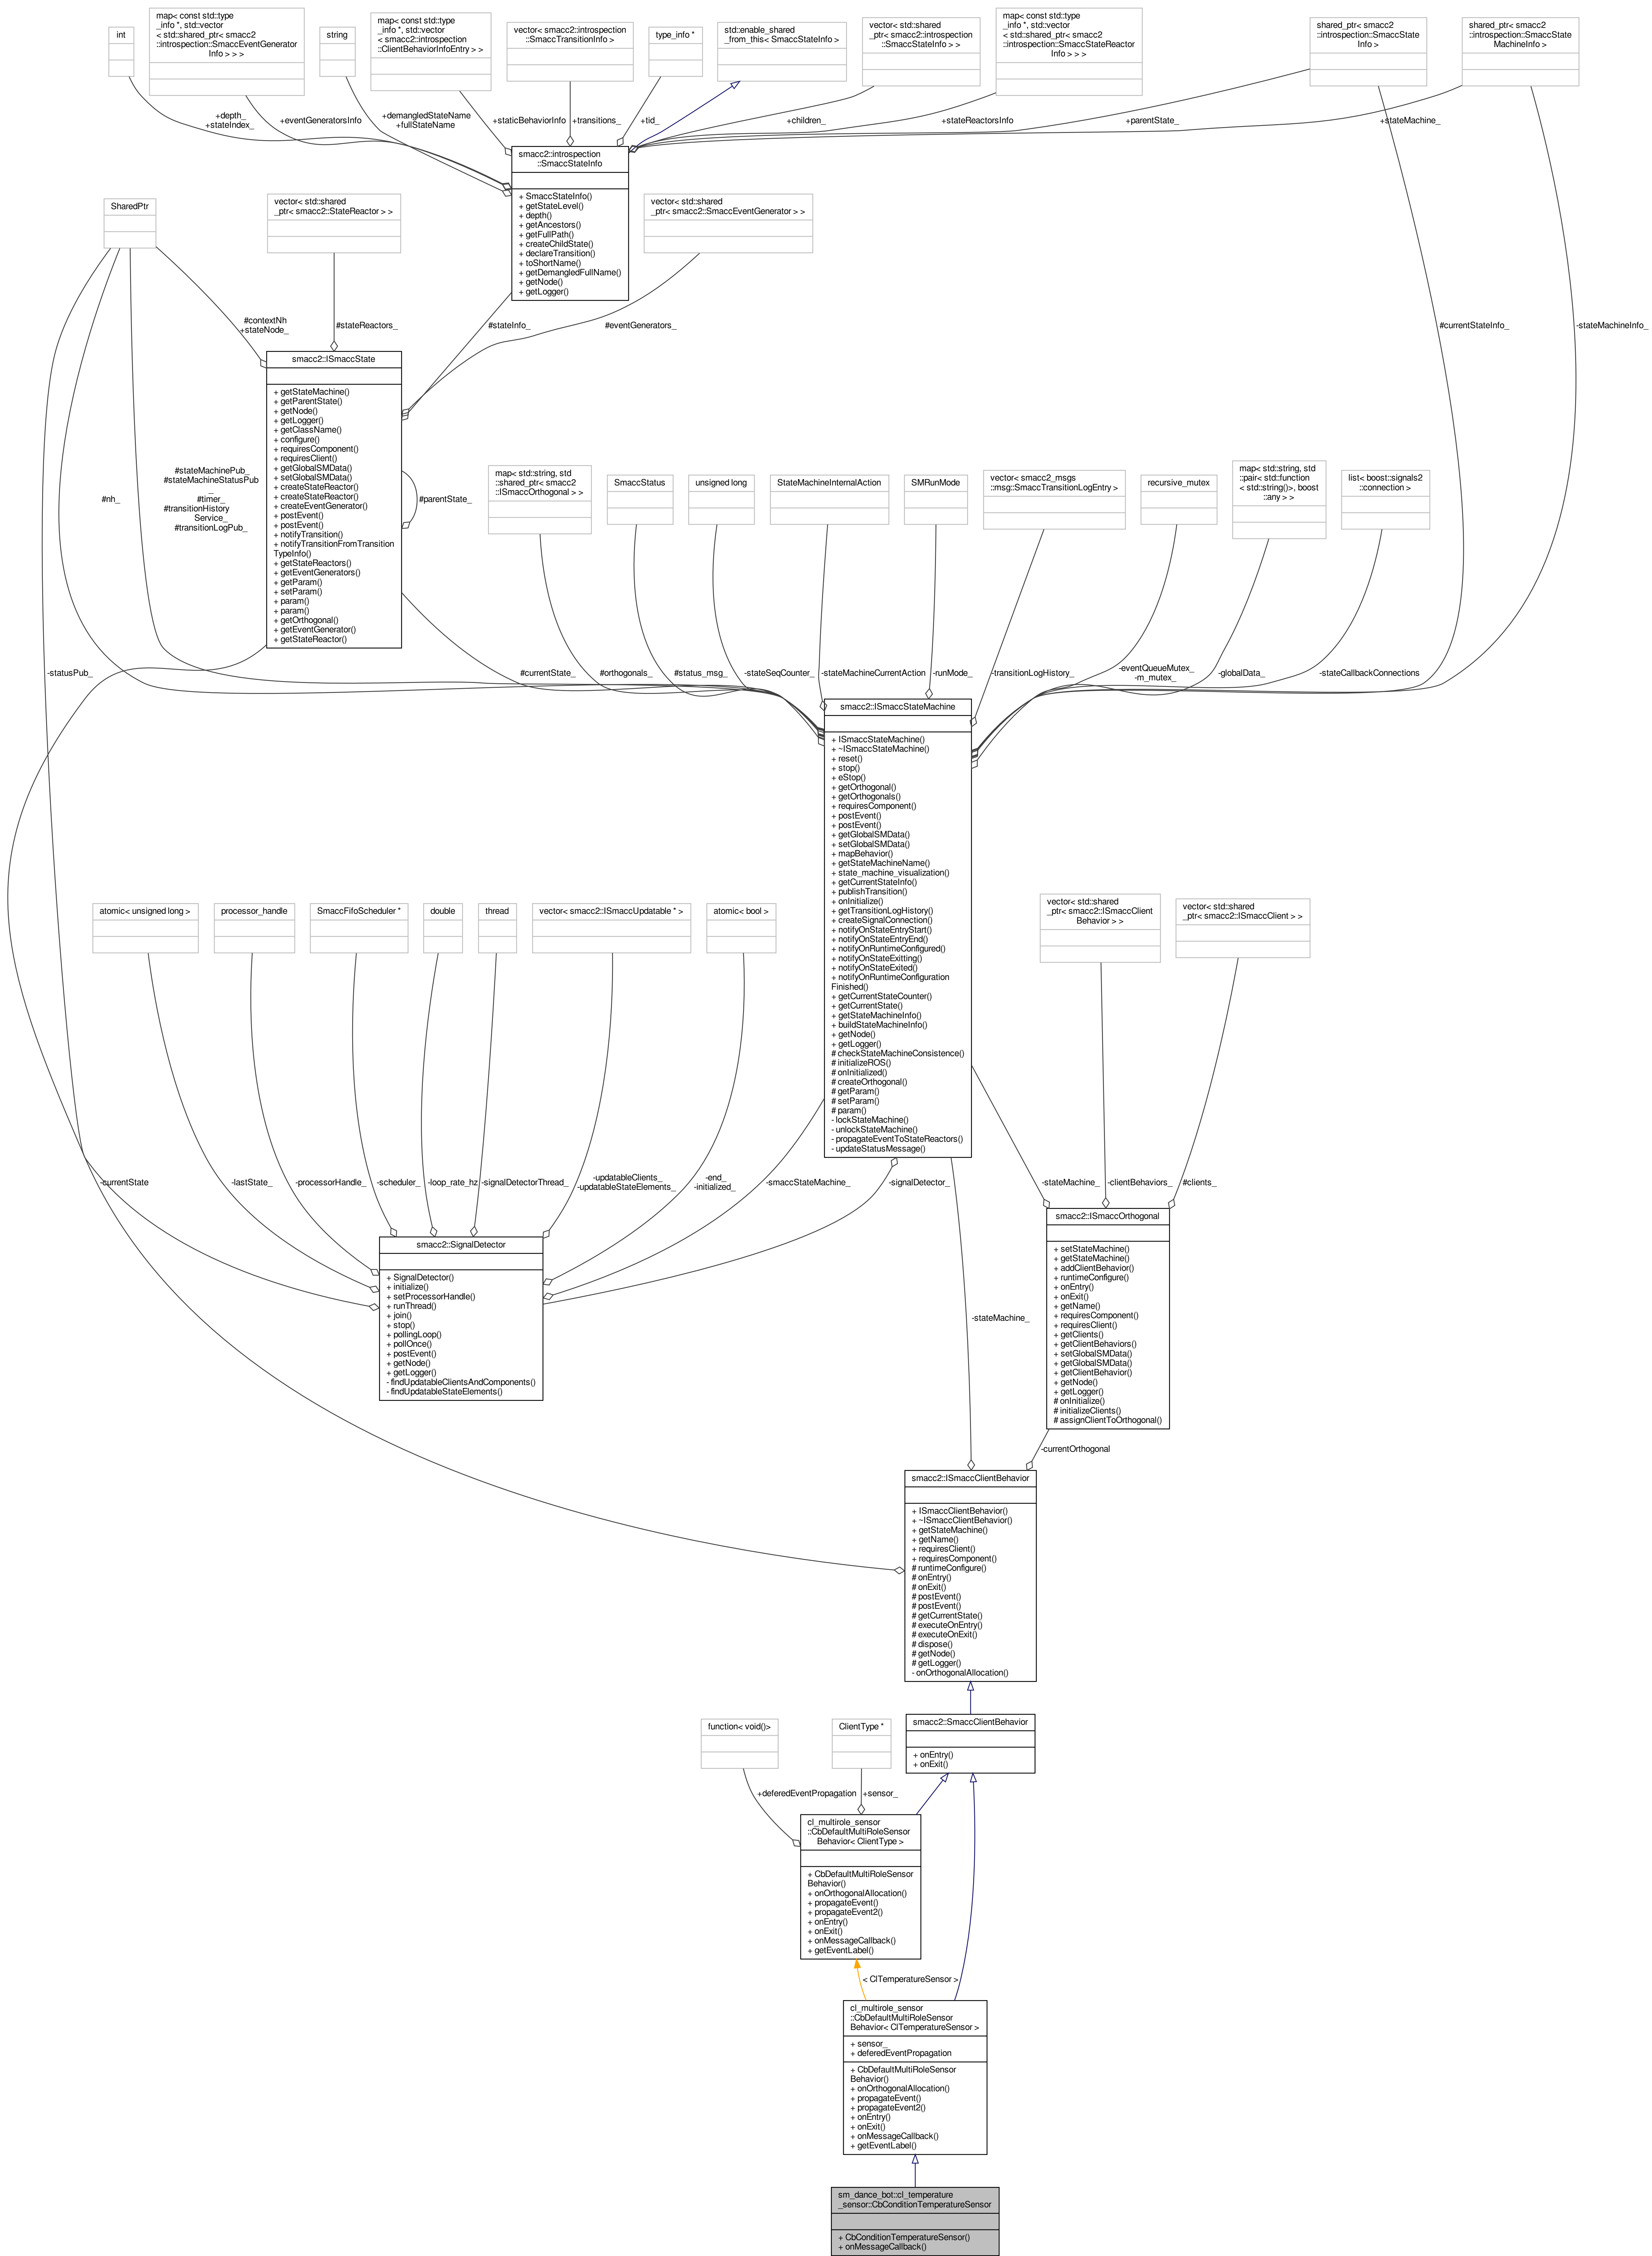 int
map< const std::type
_info *, std::vector
< std::shared_ptr< smacc2
::introspection::SmaccEventGenerator
Info > > >
string
map< const std::type
_info *, std::vector
< smacc2::introspection
::ClientBehaviorInfoEntry > >
vector< smacc2::introspection
::SmaccTransitionInfo >
type_info *
std::enable_shared
_from_this< SmaccStateInfo >
vector< std::shared
_ptr< smacc2::introspection
::SmaccStateInfo > >
map< const std::type
_info *, std::vector
< std::shared_ptr< smacc2
::introspection::SmaccStateReactor
Info > > >
shared_ptr< smacc2
::introspection::SmaccState
Info >
shared_ptr< smacc2
::introspection::SmaccState
MachineInfo >
+depth_
+stateIndex_
+eventGeneratorsInfo
+demangledStateName
+fullStateName
+staticBehaviorInfo
+transitions_
+tid_
+children_
+stateReactorsInfo
+parentState_
+stateMachine_
smacc2::introspection
::SmaccStateInfo
+ SmaccStateInfo()
+ getStateLevel()
+ depth()
+ getAncestors()
+ getFullPath()
+ createChildState()
+ declareTransition()
+ toShortName()
+ getDemangledFullName()
+ getNode()
+ getLogger()
SharedPtr
vector< std::shared
_ptr< smacc2::StateReactor > >
vector< std::shared
_ptr< smacc2::SmaccEventGenerator > >
#contextNh
+stateNode_
#stateReactors_
#stateInfo_
#eventGenerators_
#currentStateInfo_
-stateMachineInfo_
smacc2::ISmaccState
+ getStateMachine()
+ getParentState()
+ getNode()
+ getLogger()
+ getClassName()
+ configure()
+ requiresComponent()
+ requiresClient()
+ getGlobalSMData()
+ setGlobalSMData()
+ createStateReactor()
+ createStateReactor()
+ createEventGenerator()
+ postEvent()
+ postEvent()
+ notifyTransition()
+ notifyTransitionFromTransition
TypeInfo()
+ getStateReactors()
+ getEventGenerators()
+ getParam()
+ setParam()
+ param()
+ param()
+ getOrthogonal()
+ getEventGenerator()
+ getStateReactor()
#parentState_
#nh_
#stateMachinePub_
#stateMachineStatusPub
_
#timer_
#transitionHistory
Service_
#transitionLogPub_
map< std::string, std
::shared_ptr< smacc2
::ISmaccOrthogonal > >
SmaccStatus
unsigned long
StateMachineInternalAction
SMRunMode
vector< smacc2_msgs
::msg::SmaccTransitionLogEntry >
recursive_mutex
map< std::string, std
::pair< std::function
< std::string()>, boost
::any > >
list< boost::signals2
::connection >
-statusPub_
#currentState_
#orthogonals_
#status_msg_
-stateSeqCounter_
-stateMachineCurrentAction
-runMode_
-transitionLogHistory_
-eventQueueMutex_
-m_mutex_
-globalData_
-stateCallbackConnections
smacc2::ISmaccStateMachine
+ ISmaccStateMachine()
+ ~ISmaccStateMachine()
+ reset()
+ stop()
+ eStop()
+ getOrthogonal()
+ getOrthogonals()
+ requiresComponent()
+ postEvent()
+ postEvent()
+ getGlobalSMData()
+ setGlobalSMData()
+ mapBehavior()
+ getStateMachineName()
+ state_machine_visualization()
+ getCurrentStateInfo()
+ publishTransition()
+ onInitialize()
+ getTransitionLogHistory()
+ createSignalConnection()
+ notifyOnStateEntryStart()
+ notifyOnStateEntryEnd()
+ notifyOnRuntimeConfigured()
+ notifyOnStateExitting()
+ notifyOnStateExited()
+ notifyOnRuntimeConfiguration
Finished()
+ getCurrentStateCounter()
+ getCurrentState()
+ getStateMachineInfo()
+ buildStateMachineInfo()
+ getNode()
+ getLogger()
# checkStateMachineConsistence()
# initializeROS()
# onInitialized()
# createOrthogonal()
# getParam()
# setParam()
# param()
- lockStateMachine()
- unlockStateMachine()
- propagateEventToStateReactors()
- updateStatusMessage()
atomic< unsigned long >
processor_handle
SmaccFifoScheduler *
double
thread
vector< smacc2::ISmaccUpdatable * >
atomic< bool >
vector< std::shared
_ptr< smacc2::ISmaccClient
Behavior > >
vector< std::shared
_ptr< smacc2::ISmaccClient > >
-currentState
-lastState_
-processorHandle_
-scheduler_
-loop_rate_hz
-signalDetectorThread_
-updatableClients_
-updatableStateElements_
-end_
-initialized_
-smaccStateMachine_
-signalDetector_
-stateMachine_
-clientBehaviors_
#clients_
smacc2::SignalDetector
+ SignalDetector()
+ initialize()
+ setProcessorHandle()
+ runThread()
+ join()
+ stop()
+ pollingLoop()
+ pollOnce()
+ postEvent()
+ getNode()
+ getLogger()
- findUpdatableClientsAndComponents()
- findUpdatableStateElements()
smacc2::ISmaccOrthogonal
+ setStateMachine()
+ getStateMachine()
+ addClientBehavior()
+ runtimeConfigure()
+ onEntry()
+ onExit()
+ getName()
+ requiresComponent()
+ requiresClient()
+ getClients()
+ getClientBehaviors()
+ setGlobalSMData()
+ getGlobalSMData()
+ getClientBehavior()
+ getNode()
+ getLogger()
# onInitialize()
# initializeClients()
# assignClientToOrthogonal()
-stateMachine_
-currentOrthogonal
smacc2::ISmaccClientBehavior
+ ISmaccClientBehavior()
+ ~ISmaccClientBehavior()
+ getStateMachine()
+ getName()
+ requiresClient()
+ requiresComponent()
# runtimeConfigure()
# onEntry()
# onExit()
# postEvent()
# postEvent()
# getCurrentState()
# executeOnEntry()
# executeOnExit()
# dispose()
# getNode()
# getLogger()
- onOrthogonalAllocation()
function< void()>
ClientType *
smacc2::SmaccClientBehavior
+ onEntry()
+ onExit()
+deferedEventPropagation
+sensor_
cl_multirole_sensor
::CbDefaultMultiRoleSensor
Behavior< ClientType >
+ CbDefaultMultiRoleSensor
Behavior()
+ onOrthogonalAllocation()
+ propagateEvent()
+ propagateEvent2()
+ onEntry()
+ onExit()
+ onMessageCallback()
+ getEventLabel()
< ClTemperatureSensor >
cl_multirole_sensor
::CbDefaultMultiRoleSensor
Behavior< ClTemperatureSensor >
+ sensor_
+ deferedEventPropagation
+ CbDefaultMultiRoleSensor
Behavior()
+ onOrthogonalAllocation()
+ propagateEvent()
+ propagateEvent2()
+ onEntry()
+ onExit()
+ onMessageCallback()
+ getEventLabel()
sm_dance_bot::cl_temperature
_sensor::CbConditionTemperatureSensor
+ CbConditionTemperatureSensor()
+ onMessageCallback()